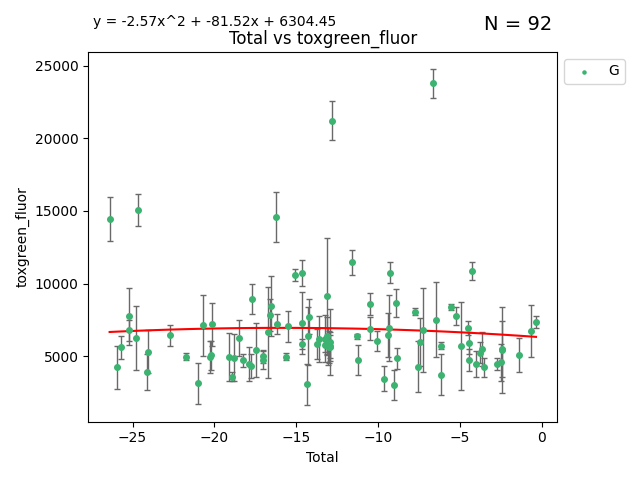 y = -2.57x^2 + -81.52x + 6304.45
N = 92
Total vs toxgreen_fluor
G
25000
20000
15000
10000
5000
toxgreen_fluor
−25
−20
−15
−10
−5
0
Total